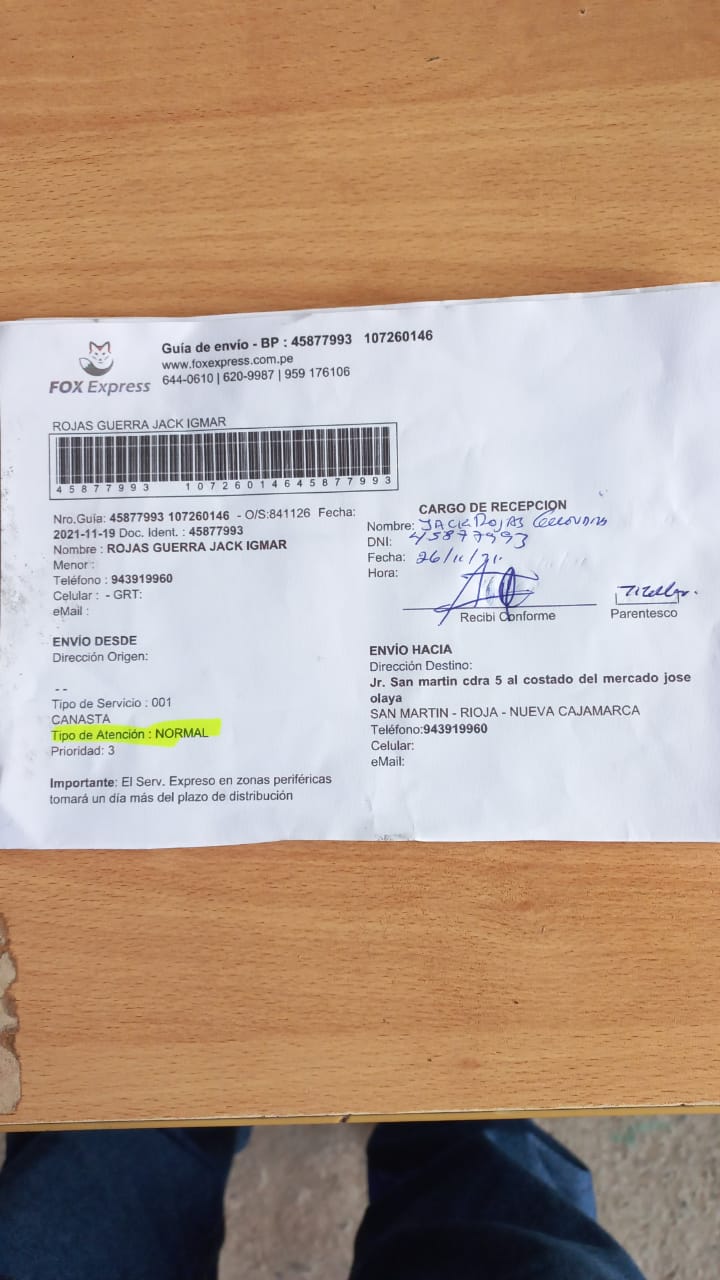 Guía de envío - BP : 45877993 107260146
www.foxexpress.com.pe
644-0610 | 620-9987 | 959 176106
FOX Express
ROJAS GUERRA JACK IGMAR
45877993 10726014645877993
Nro.Guía: 45877993 107260146 - O/S:841126 Fecha:
2021-11-19 Doc. Ident. : 45877993
Nombre : ROJAS GUERRA JACK IGMAR
Menor :
Teléfono : 943919960
Celular : - GRT:
eMail :
ENVÍO DESDE
Dirección Origen:
- -
Tipo de Servicio : 001
CANASTA
Tipo de Atención : NORMAL
Prioridad: 3
Importante: El Serv. Expreso en zonas periféricas
tomará un día más del plazo de distribución
CARGO DE RECEPCION
Nombre: JACK ROJAS
DNI: 45877993
Fecha: 26/11/21.
Hora:
Recibi Conforme
Parentesco
ENVÍO HACIA
Dirección Destino:
Jr. San martin cdra 5 al costado del mercado jose
olaya
SAN MARTIN - RIOJA - NUEVA CAJAMARCA
Teléfono:943919960
Celular:
eMail: